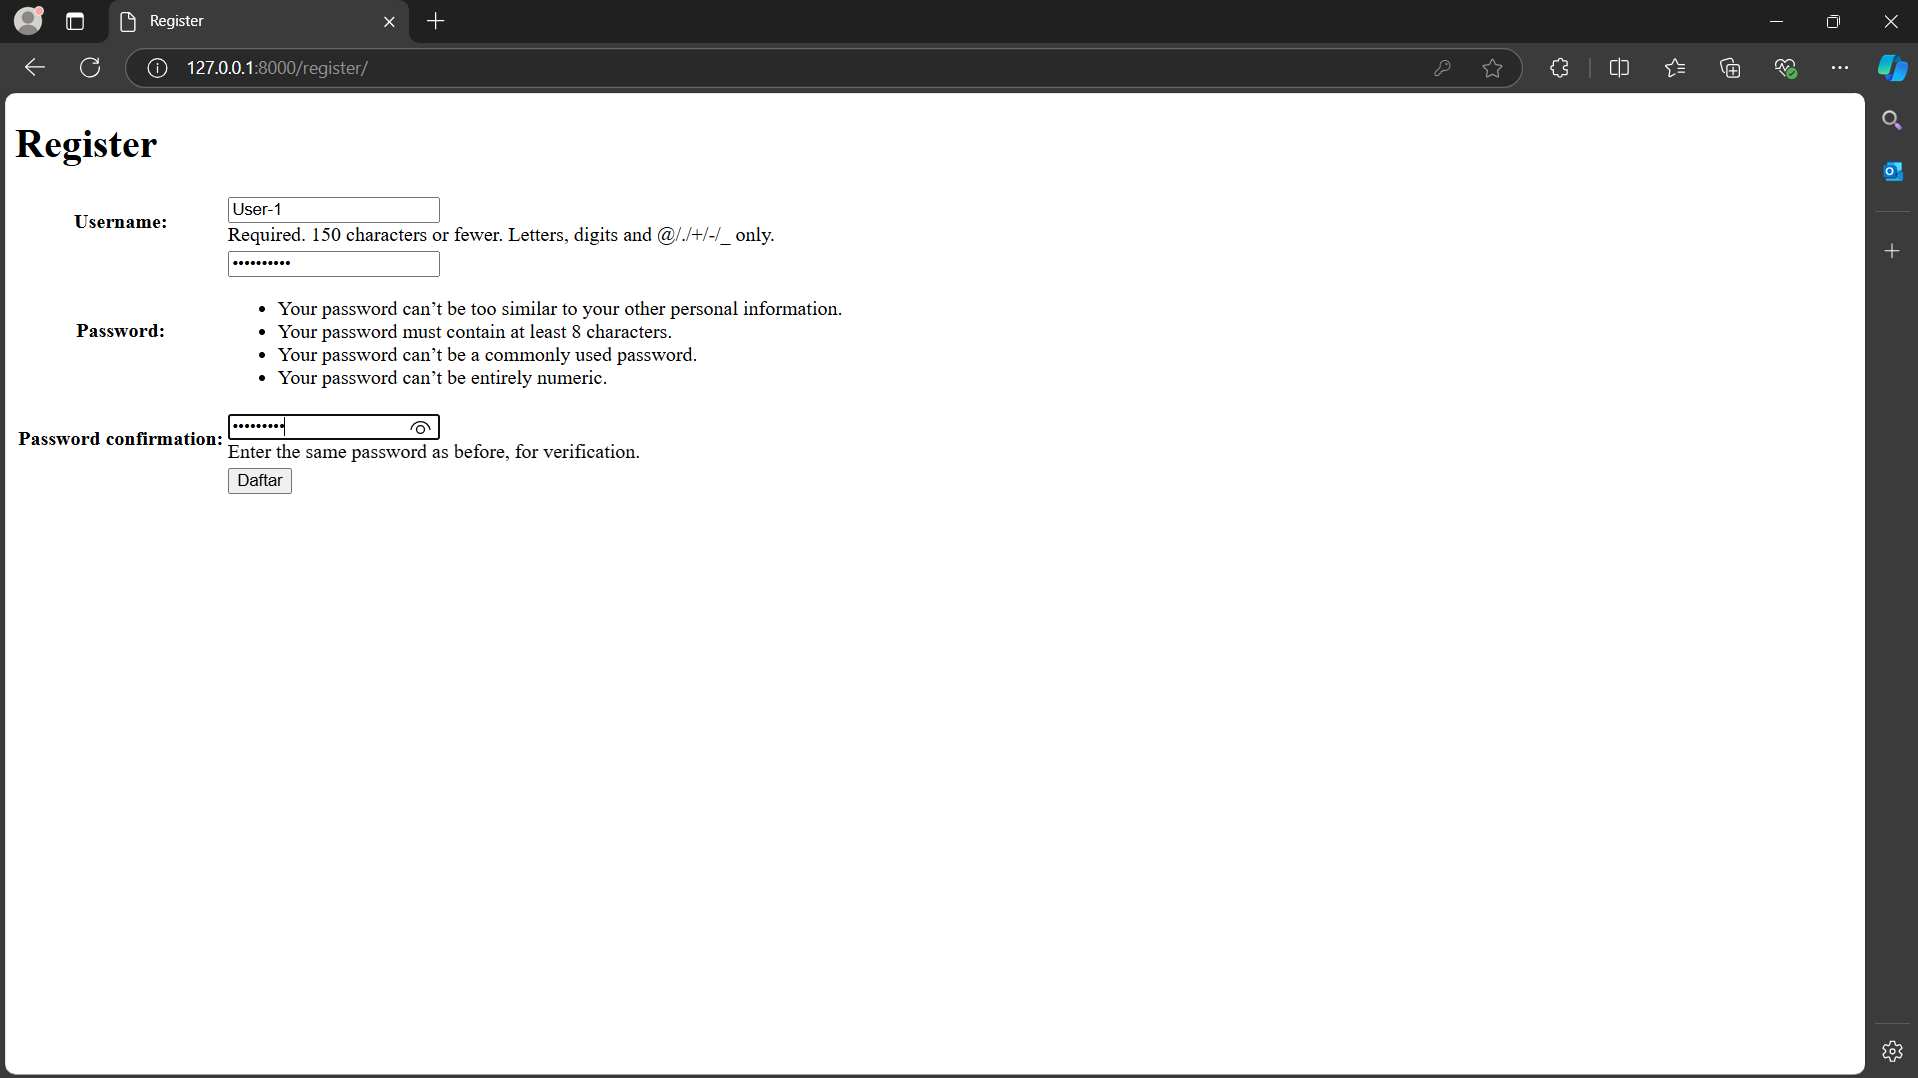 Register
127.0.0.1:8000/register/
Register
Username:
User-1
Required. 150 characters or fewer. Letters, digits and @/./+/-/_ only.
••••••••••
Password:
• Your password can’t be too similar to your other personal information.
• Your password must contain at least 8 characters.
• Your password can’t be a commonly used password.
• Your password can’t be entirely numeric.
Password confirmation:
•••••••••
Enter the same password as before, for verification.
Daftar